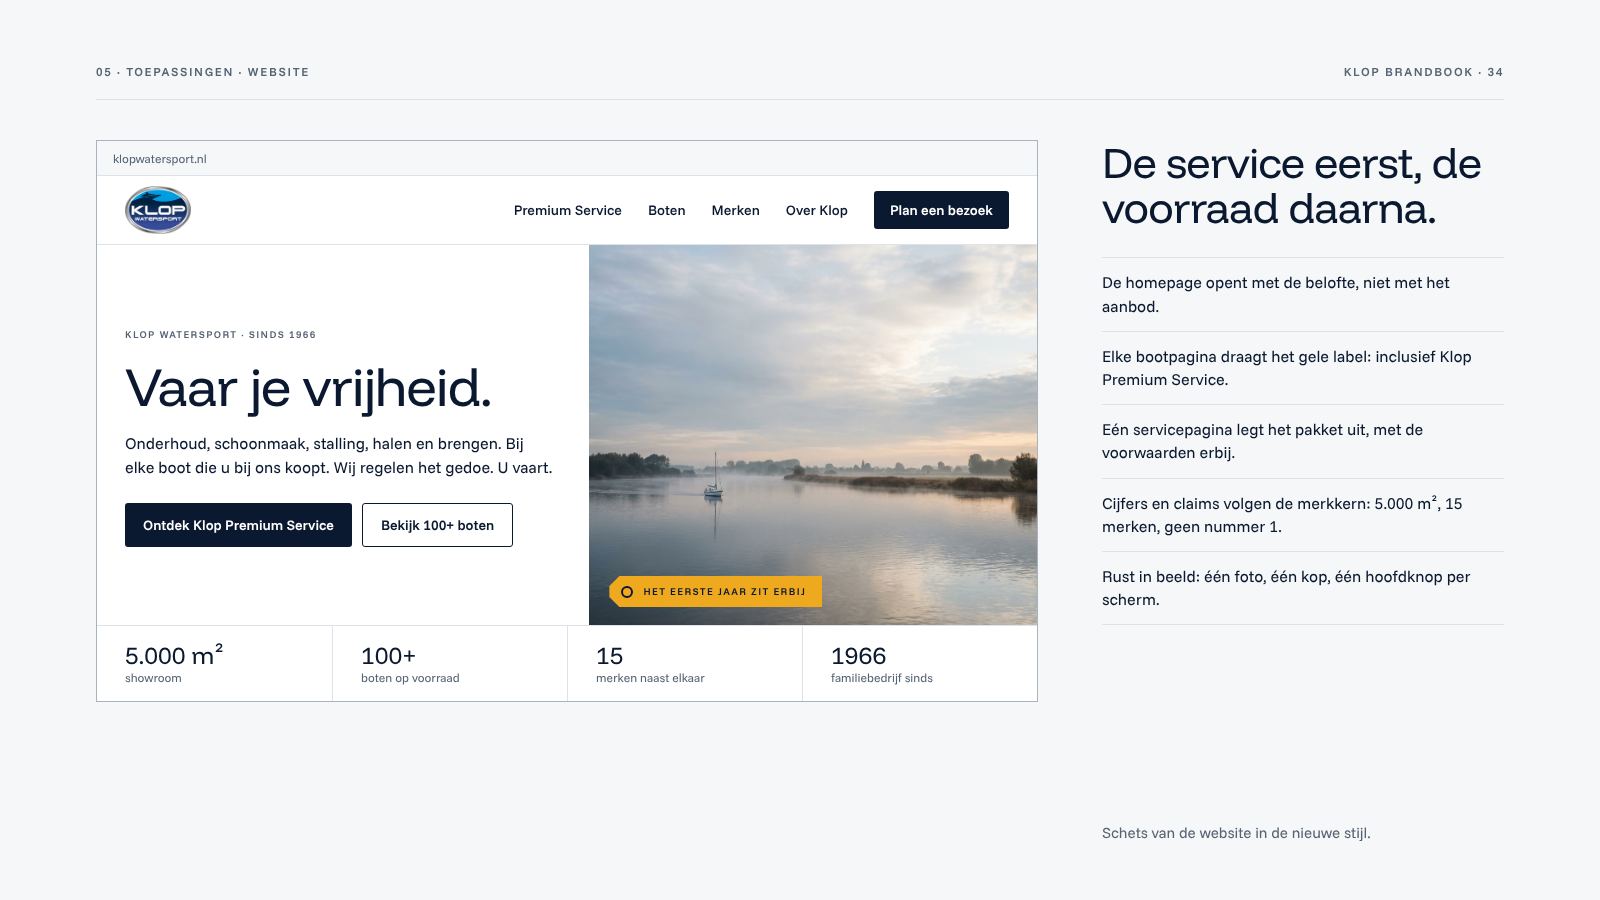 05 · TOEPASSINGEN · WEBSITE
KLOP BRANDBOOK · 34
klopwatersport.nl
KLOP
WATERSPORT
Premium Service
Boten
Merken
Over Klop
Plan een bezoek
KLOP WATERSPORT · SINDS 1966
Vaar je vrijheid.
Onderhoud, schoonmaak, stalling, halen en brengen. Bij
elke boot die u bij ons koopt. Wij regelen het gedoe. U vaart.
Ontdek Klop Premium Service
Bekijk 100+ boten
HET EERSTE JAAR ZIT ERBIJ
5.000 m²
showroom
100+
boten op voorraad
15
merken naast elkaar
1966
familiebedrijf sinds
De service eerst, de
voorraad daarna.
De homepage opent met de belofte, niet met het
aanbod.
Elke bootpagina draagt het gele label: inclusief Klop
Premium Service.
Eén servicepagina legt het pakket uit, met de
voorwaarden erbij.
Cijfers en claims volgen de merkkern: 5.000 m², 15
merken, geen nummer 1.
Rust in beeld: één foto, één kop, één hoofdknop per
scherm.
Schets van de website in de nieuwe stijl.